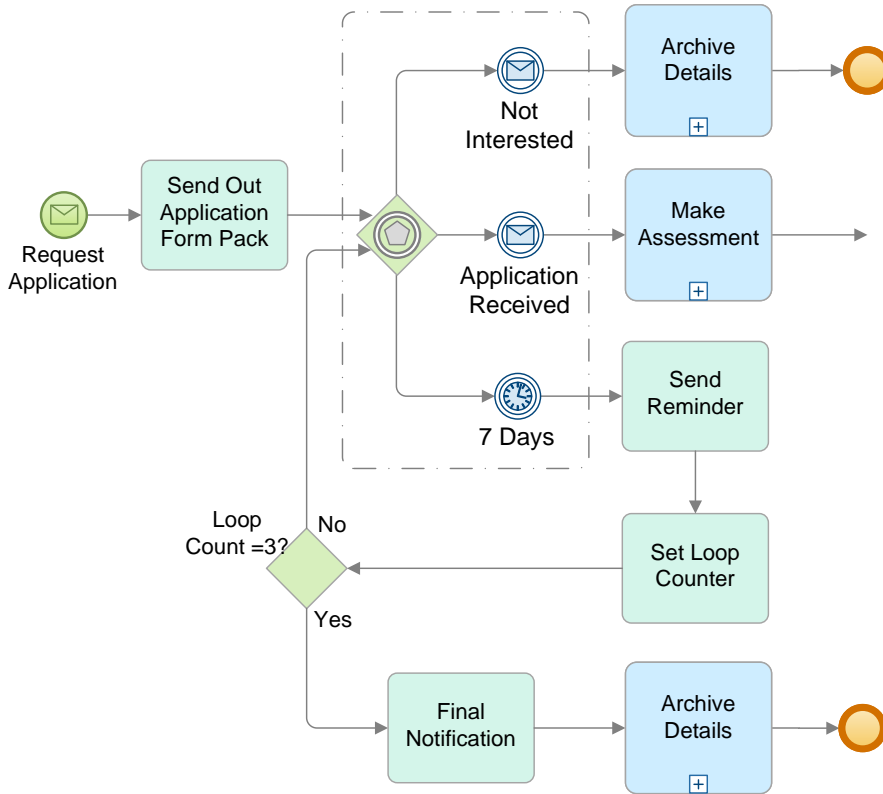 Archive
Details
Not
Interested
Send Out
Application
Form Pack
Request
Application
Make
Assessment
Application
Received
Send
Reminder
7 Days
Loop
Count =3?
No
Set Loop
Counter
Yes
Final
Notification
Archive
Details